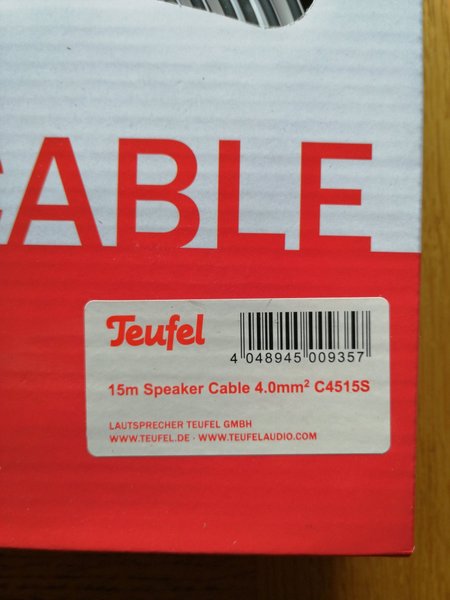 CABLE
Teufel
4 048945 009357
15m Speaker Cable 4.0mm² C4515S
LAUTSPRECHER TEUFEL GMBH
WWW.TEUFEL.DE · WWW.TEUFELAUDIO.COM